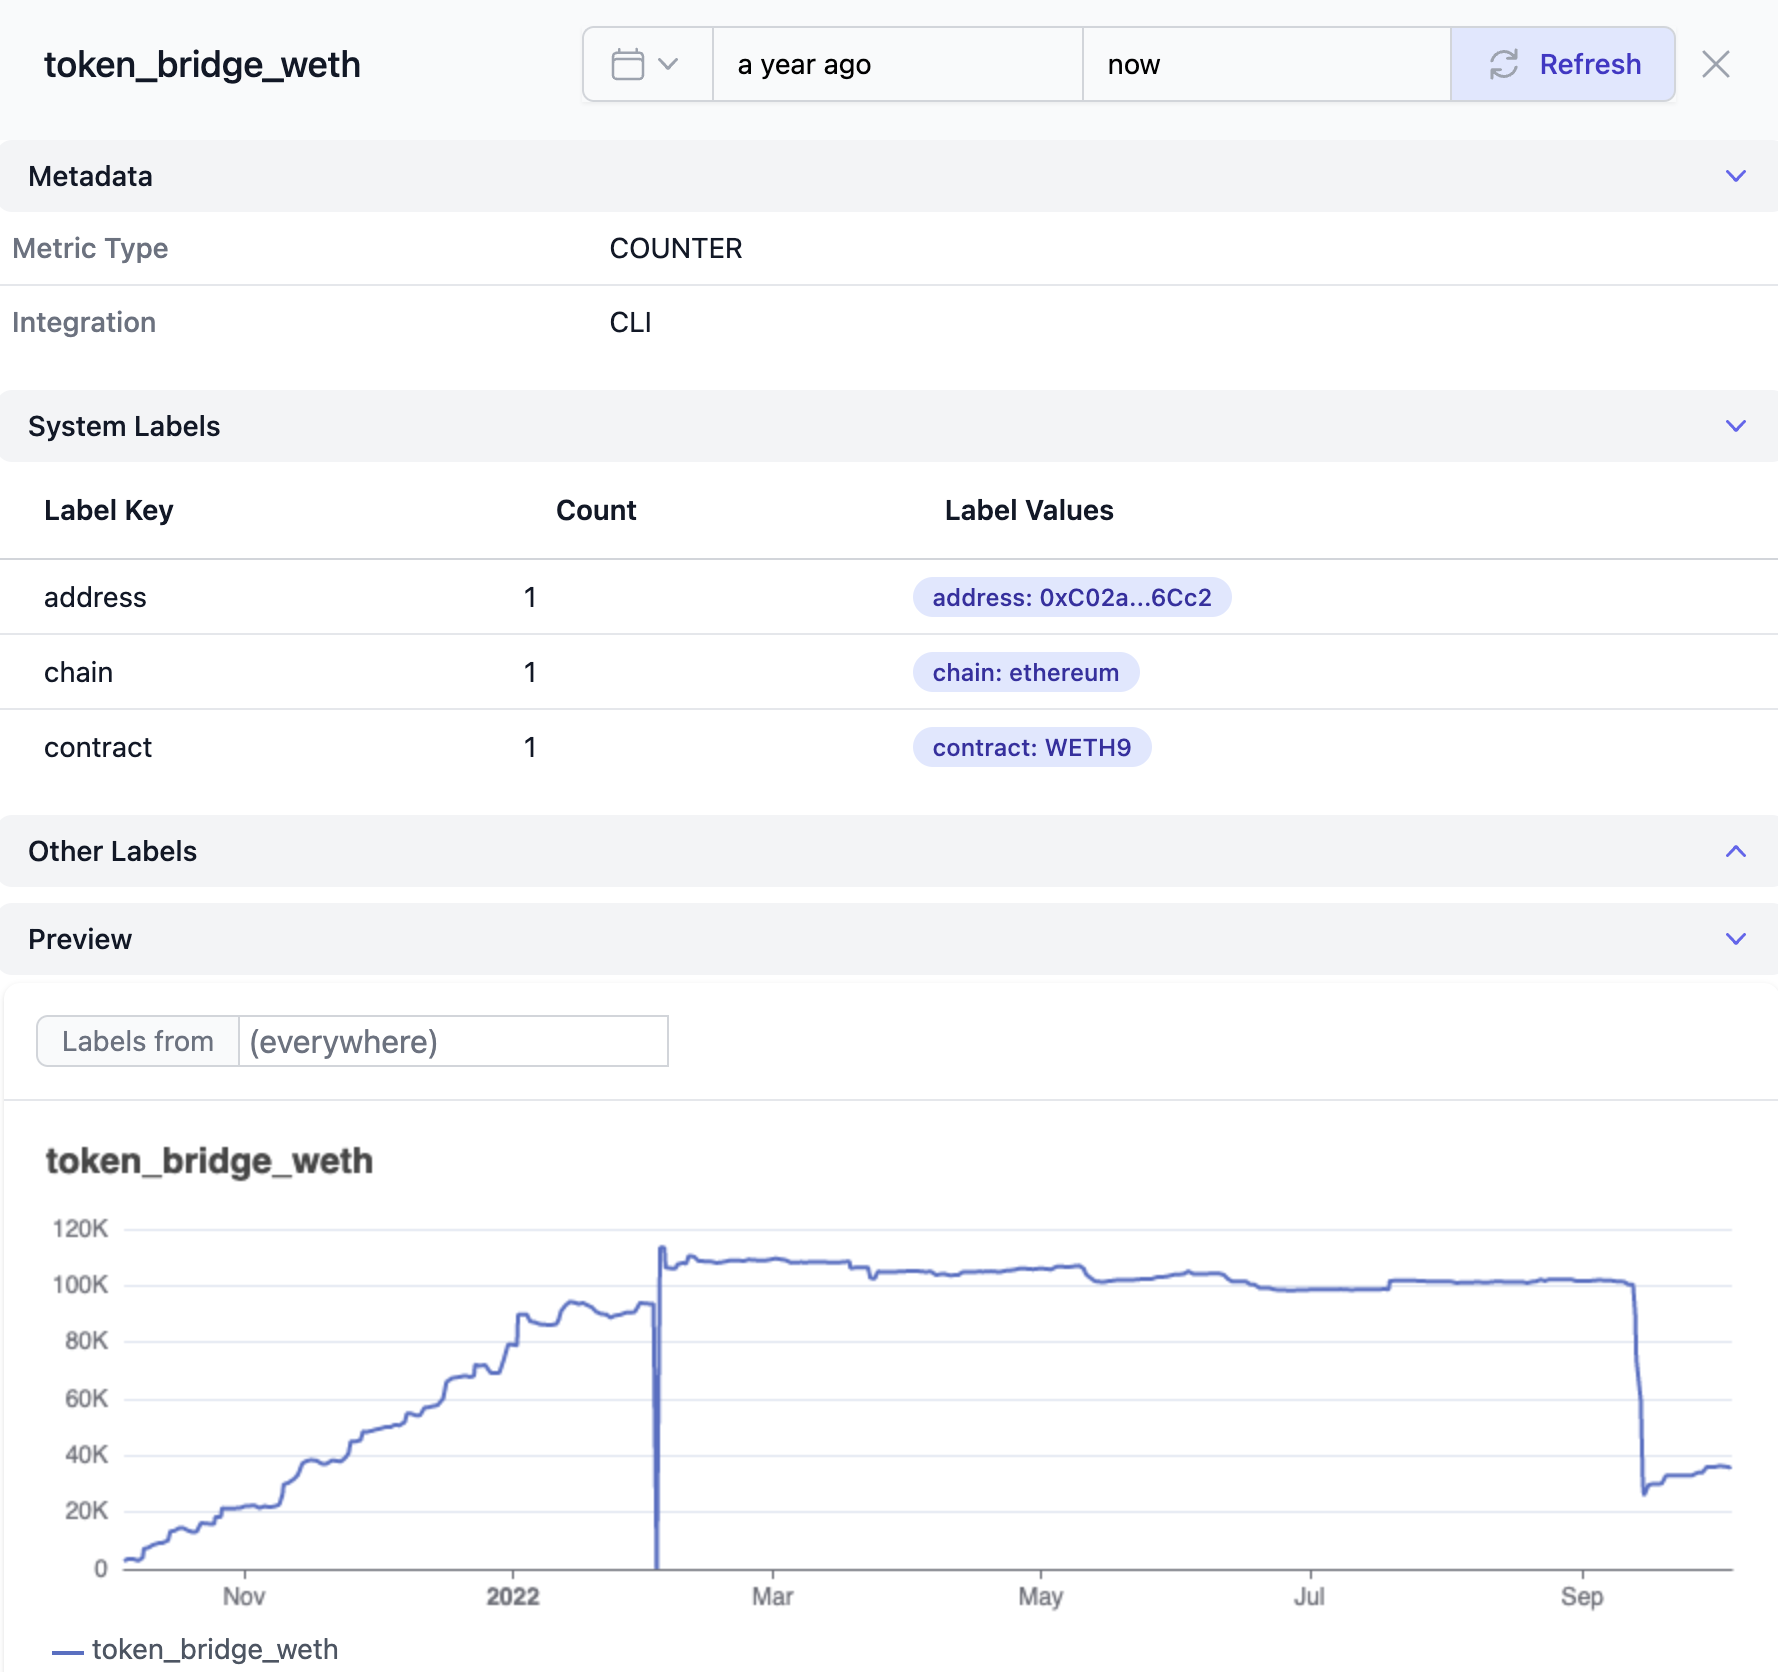 token_bridge_weth
a year ago
now
Refresh
Metadata
Metric Type COUNTER
Integration CLI
System Labels
Label Key Count Label Values
address 1 address: 0xC02a...6Cc2
chain 1 chain: ethereum
contract 1 contract: WETH9
Other Labels
Preview
Labels from (everywhere)
token_bridge_weth
120K
100K
80K
60K
40K
20K
0
Nov 2022 Mar May Jul Sep
token_bridge_weth